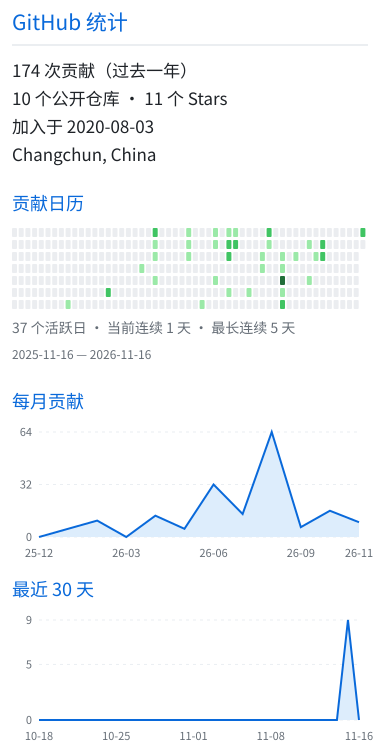 GitHub 统计
174 次贡献（过去一年）
10 个公开仓库 · 11 个 Stars
加入于 2020-08-03
Changchun, China
贡献日历
37 个活跃日 · 当前连续 1 天 · 最长连续 5 天
2025-11-16 — 2026-11-16
每月贡献
64
32
0
25-12 26-03 26-06 26-09 26-11
最近 30 天
9
5
0
10-18 10-25 11-01 11-08 11-16